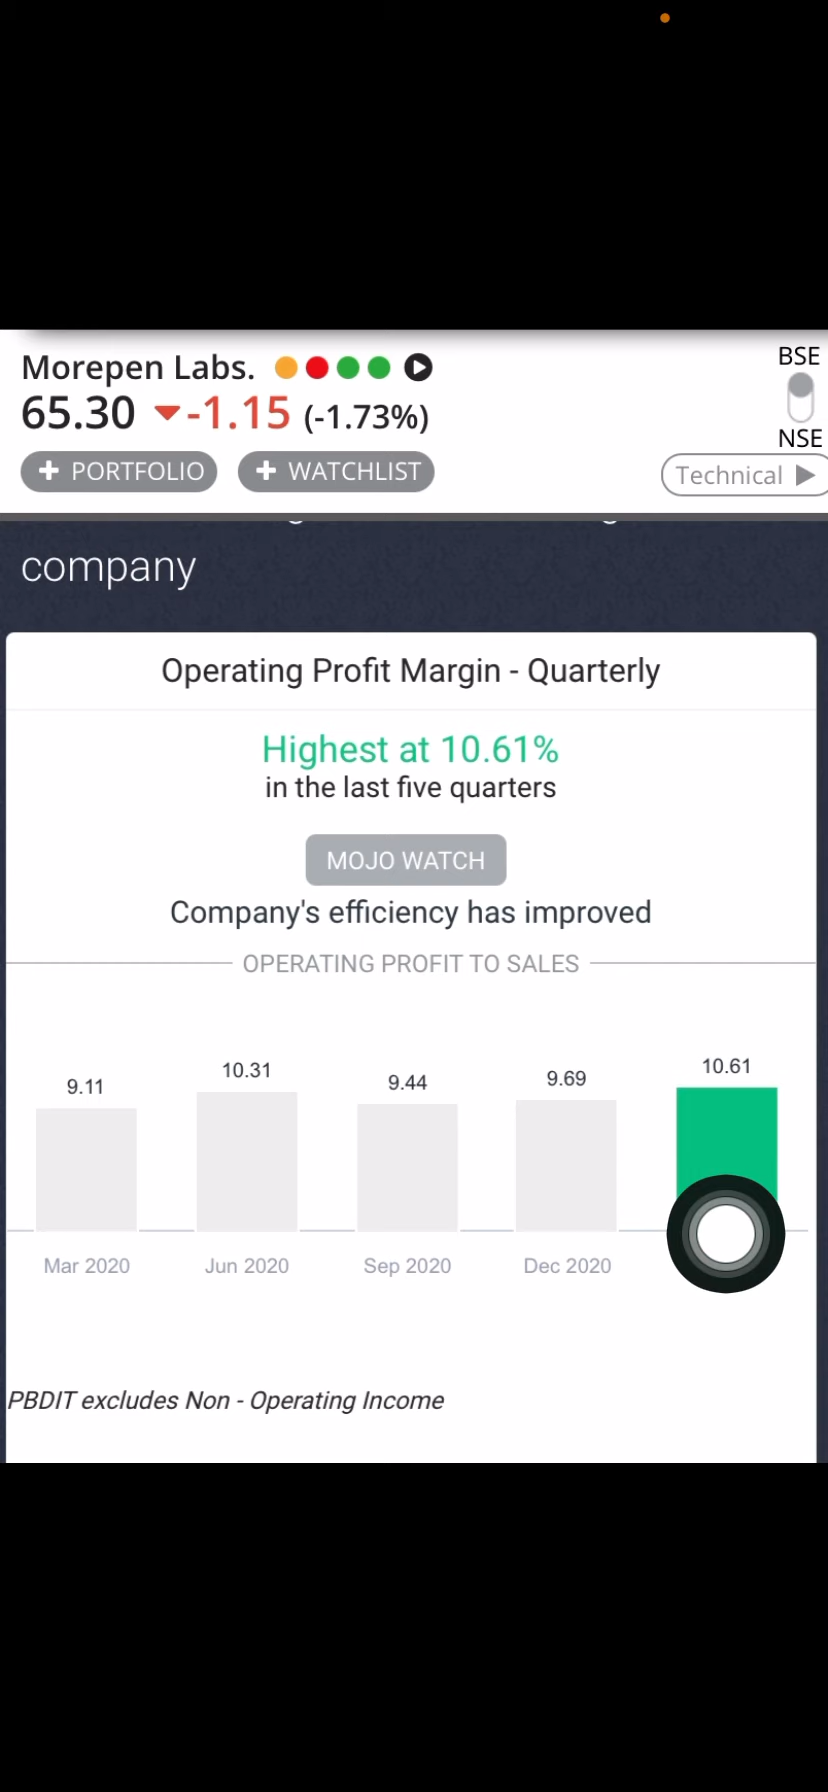 Morepen Labs.
BSE
65.30 -1.15 (-1.73%)
NSE
+ PORTFOLIO + WATCHLIST
Technical
company
Operating Profit Margin - Quarterly
Highest at 10.61%
in the last five quarters
MOJO WATCH
Company's efficiency has improved
OPERATING PROFIT TO SALES
9.11 10.31 9.44 9.69 10.61
Mar 2020 Jun 2020 Sep 2020 Dec 2020
PBDIT excludes Non - Operating Income